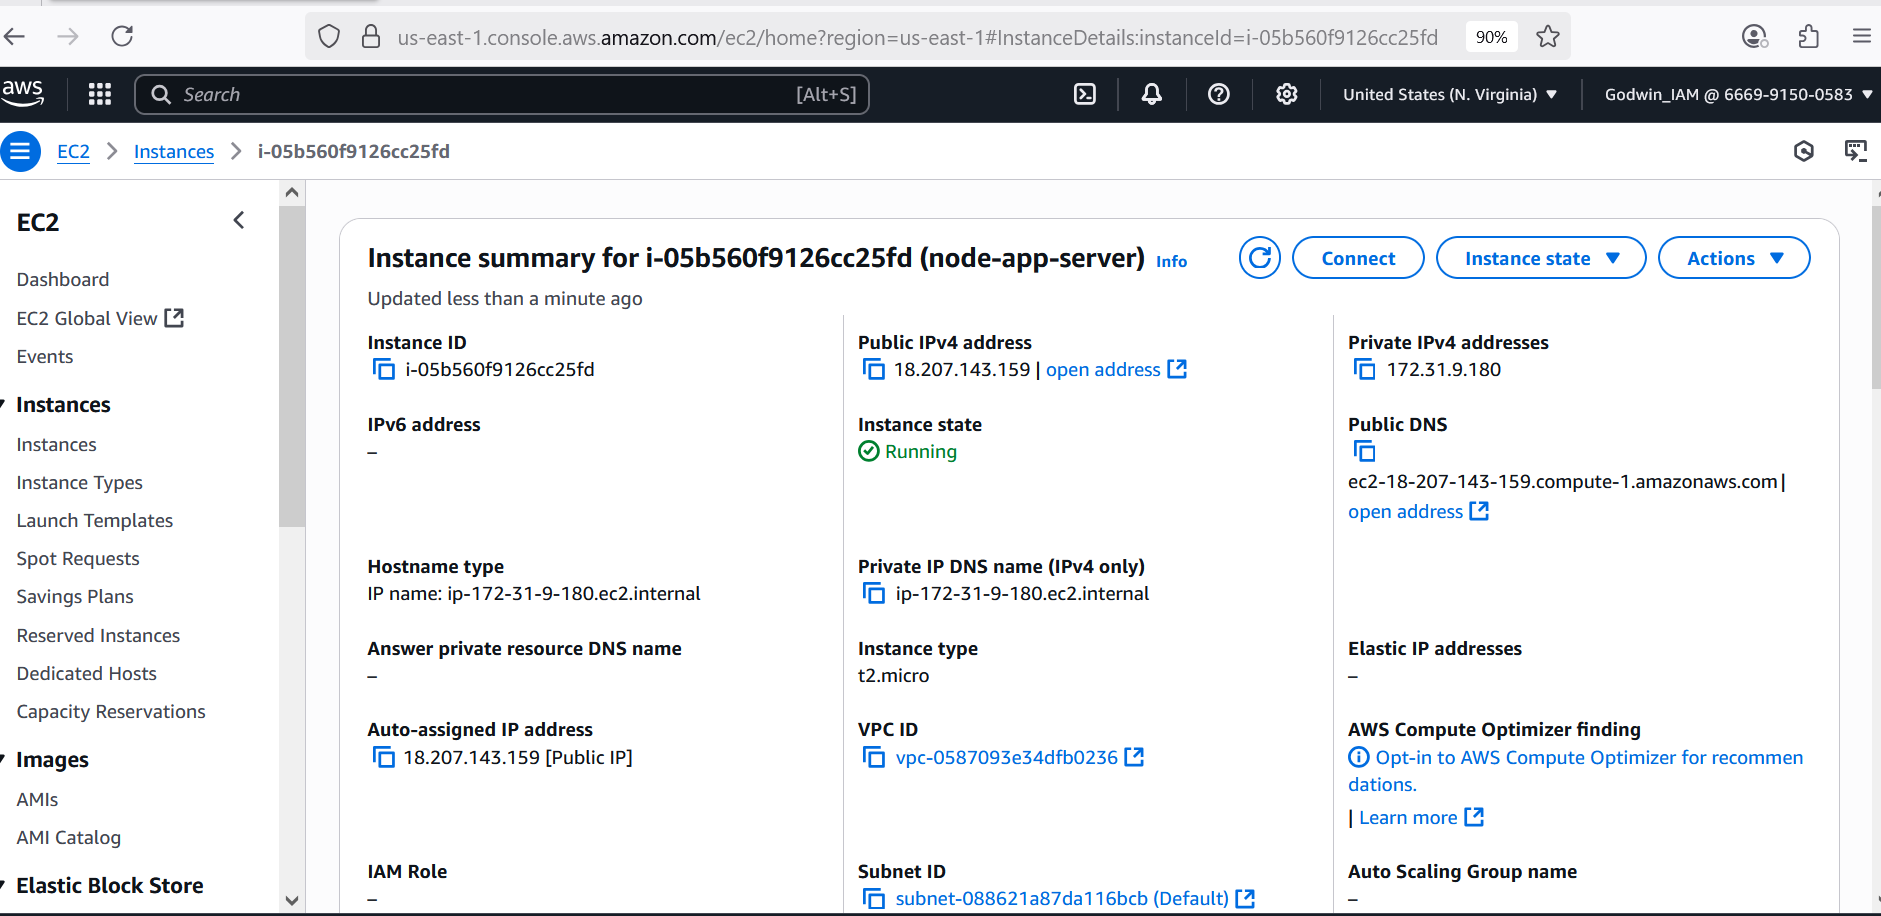 us-east-1.console.aws.amazon.com/ec2/home?region=us-east-1#InstanceDetails:instanceId=i-05b560f9126cc25fd 90%
aws Search [Alt+S] United States (N. Virginia) Godwin_IAM @ 6669-9150-0583
EC2 Instances i-05b560f9126cc25fd
EC2
Dashboard
EC2 Global View
Events
Instances
Instances
Instance Types
Launch Templates
Spot Requests
Savings Plans
Reserved Instances
Dedicated Hosts
Capacity Reservations
Images
AMIs
AMI Catalog
Elastic Block Store
Instance summary for i-05b560f9126cc25fd (node-app-server) Info Connect Instance state Actions
Updated less than a minute ago
Instance ID
i-05b560f9126cc25fd
Public IPv4 address
18.207.143.159 | open address
Private IPv4 addresses
172.31.9.180
IPv6 address
–
Instance state
Running
Public DNS
ec2-18-207-143-159.compute-1.amazonaws.com |
open address
Hostname type
IP name: ip-172-31-9-180.ec2.internal
Private IP DNS name (IPv4 only)
ip-172-31-9-180.ec2.internal
Answer private resource DNS name
–
Instance type
t2.micro
Elastic IP addresses
–
Auto-assigned IP address
18.207.143.159 [Public IP]
VPC ID
vpc-0587093e34dfb0236
AWS Compute Optimizer finding
Opt-in to AWS Compute Optimizer for recommen
dations.
| Learn more
IAM Role
–
Subnet ID
subnet-088621a87da116bcb (Default)
Auto Scaling Group name
–